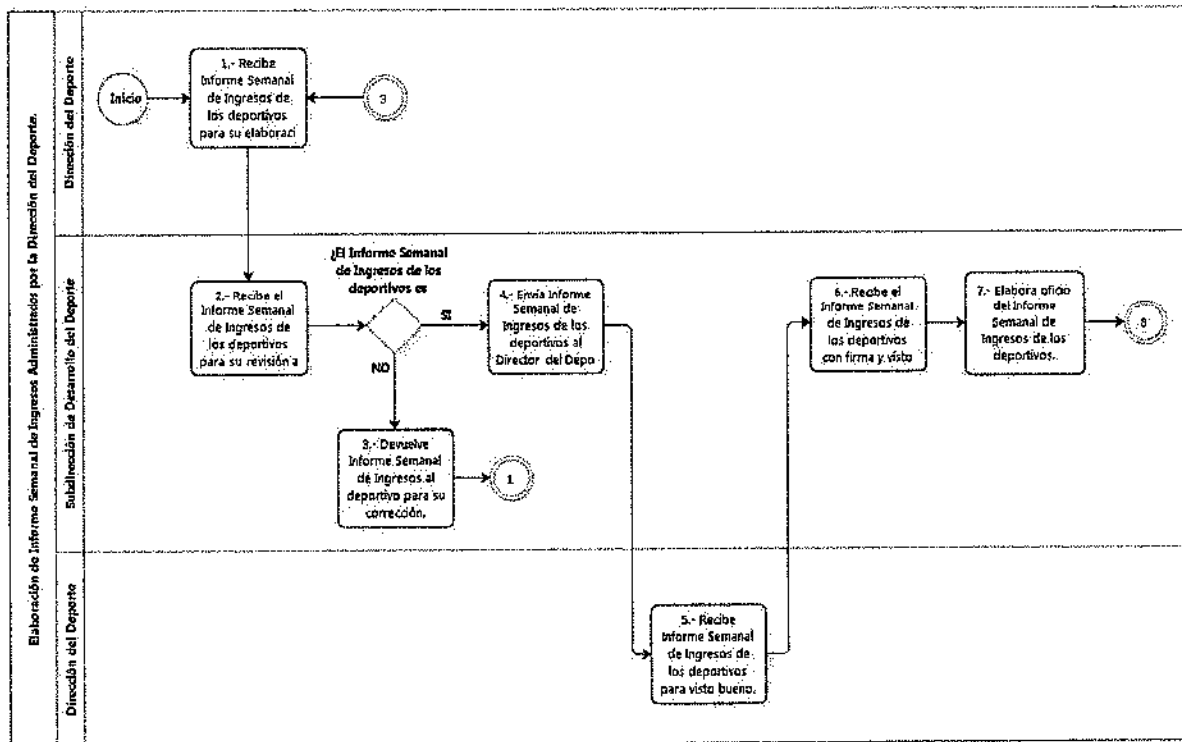 Elaboración de Informe Semanal de Ingresos Administrados por la Dirección del Deporte.
Dirección del Deporte
Inicio
1.- Recibe
Informe Semanal
de Ingresos de
los deportivos
para su elaboraci
3
Subdirección de Desarrollo del Deporte
2.- Recibe el
Informe Semanal
de Ingresos de
los deportivos
para su revisión a
¿El Informe Semanal
de Ingresos de los
deportivos es
SI
NO
3.- Devuelve
Informe Semanal
de Ingresos al
deportivo para su
corrección.
1
4.- Envía Informe
Semanal de
Ingresos de los
deportivos al
Director del Depo
6.- Recibe el
Informe Semanal
de Ingresos de
los deportivos
con firma y visto
7.- Elabora oficio
del Informe
Semanal de
Ingresos de los
deportivos.
8
Dirección del Deporte
5.- Recibe
Informe Semanal
de Ingresos de
los deportivos
para visto bueno.